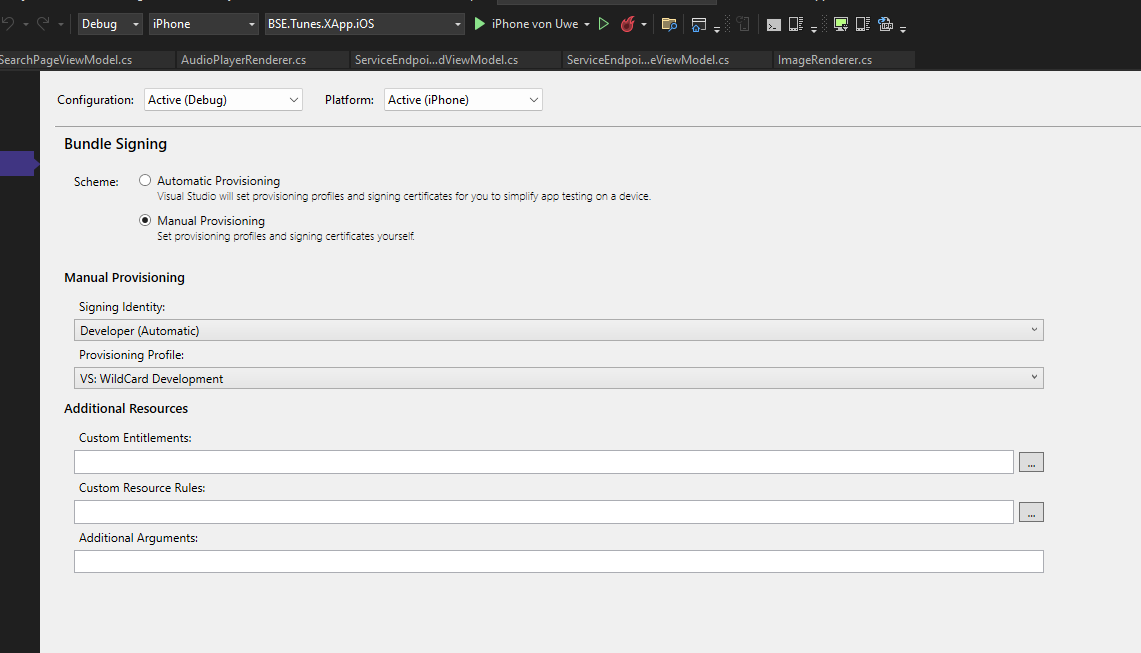 Debug iPhone BSE.Tunes.XApp.iOS iPhone von Uwe
SearchPageViewModel.cs AudioPlayerRenderer.cs ServiceEndpoi...dViewModel.cs ServiceEndpoi...eViewModel.cs ImageRenderer.cs
Configuration: Active (Debug) Platform: Active (iPhone)
Bundle Signing
Scheme: Automatic Provisioning
Visual Studio will set provisioning profiles and signing certificates for you to simplify app testing on a device.
Manual Provisioning
Set provisioning profiles and signing certificates yourself.
Manual Provisioning
Signing Identity:
Developer (Automatic)
Provisioning Profile:
VS: WildCard Development
Additional Resources
Custom Entitlements:
...
Custom Resource Rules:
...
Additional Arguments: